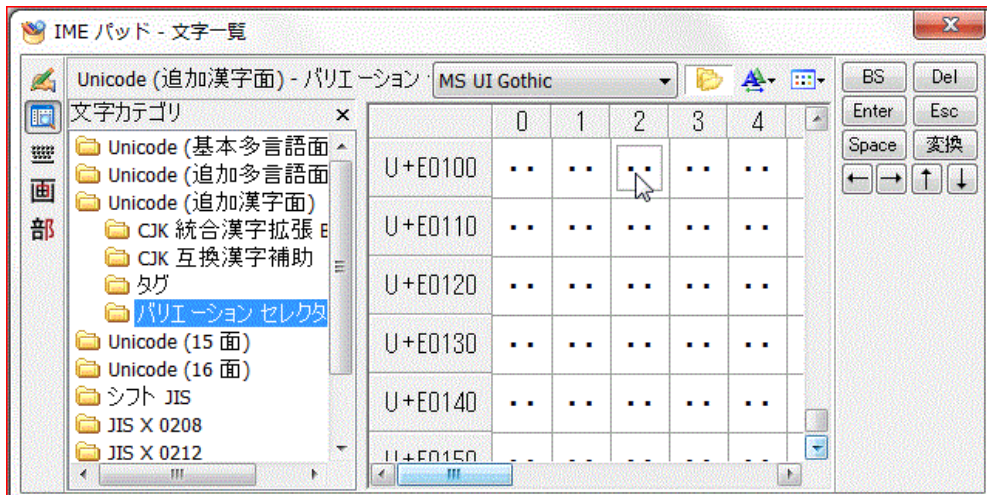 IME パッド - 文字一覧
Unicode (追加漢字面) - バリエーション MS UI Gothic
BS Del
文字カテゴリ
Enter Esc
Space 変換
← → ↑ ↓
0 1 2 3 4
画
部
Unicode (基本多言語面
Unicode (追加多言語面
Unicode (追加漢字面)
CJK 統合漢字拡張 B
CJK 互換漢字補助
タグ
バリエーション セレクタ
Unicode (15 面)
Unicode (16 面)
シフト JIS
JIS X 0208
JIS X 0212
U+E0100
U+E0110
U+E0120
U+E0130
U+E0140
U+E0150